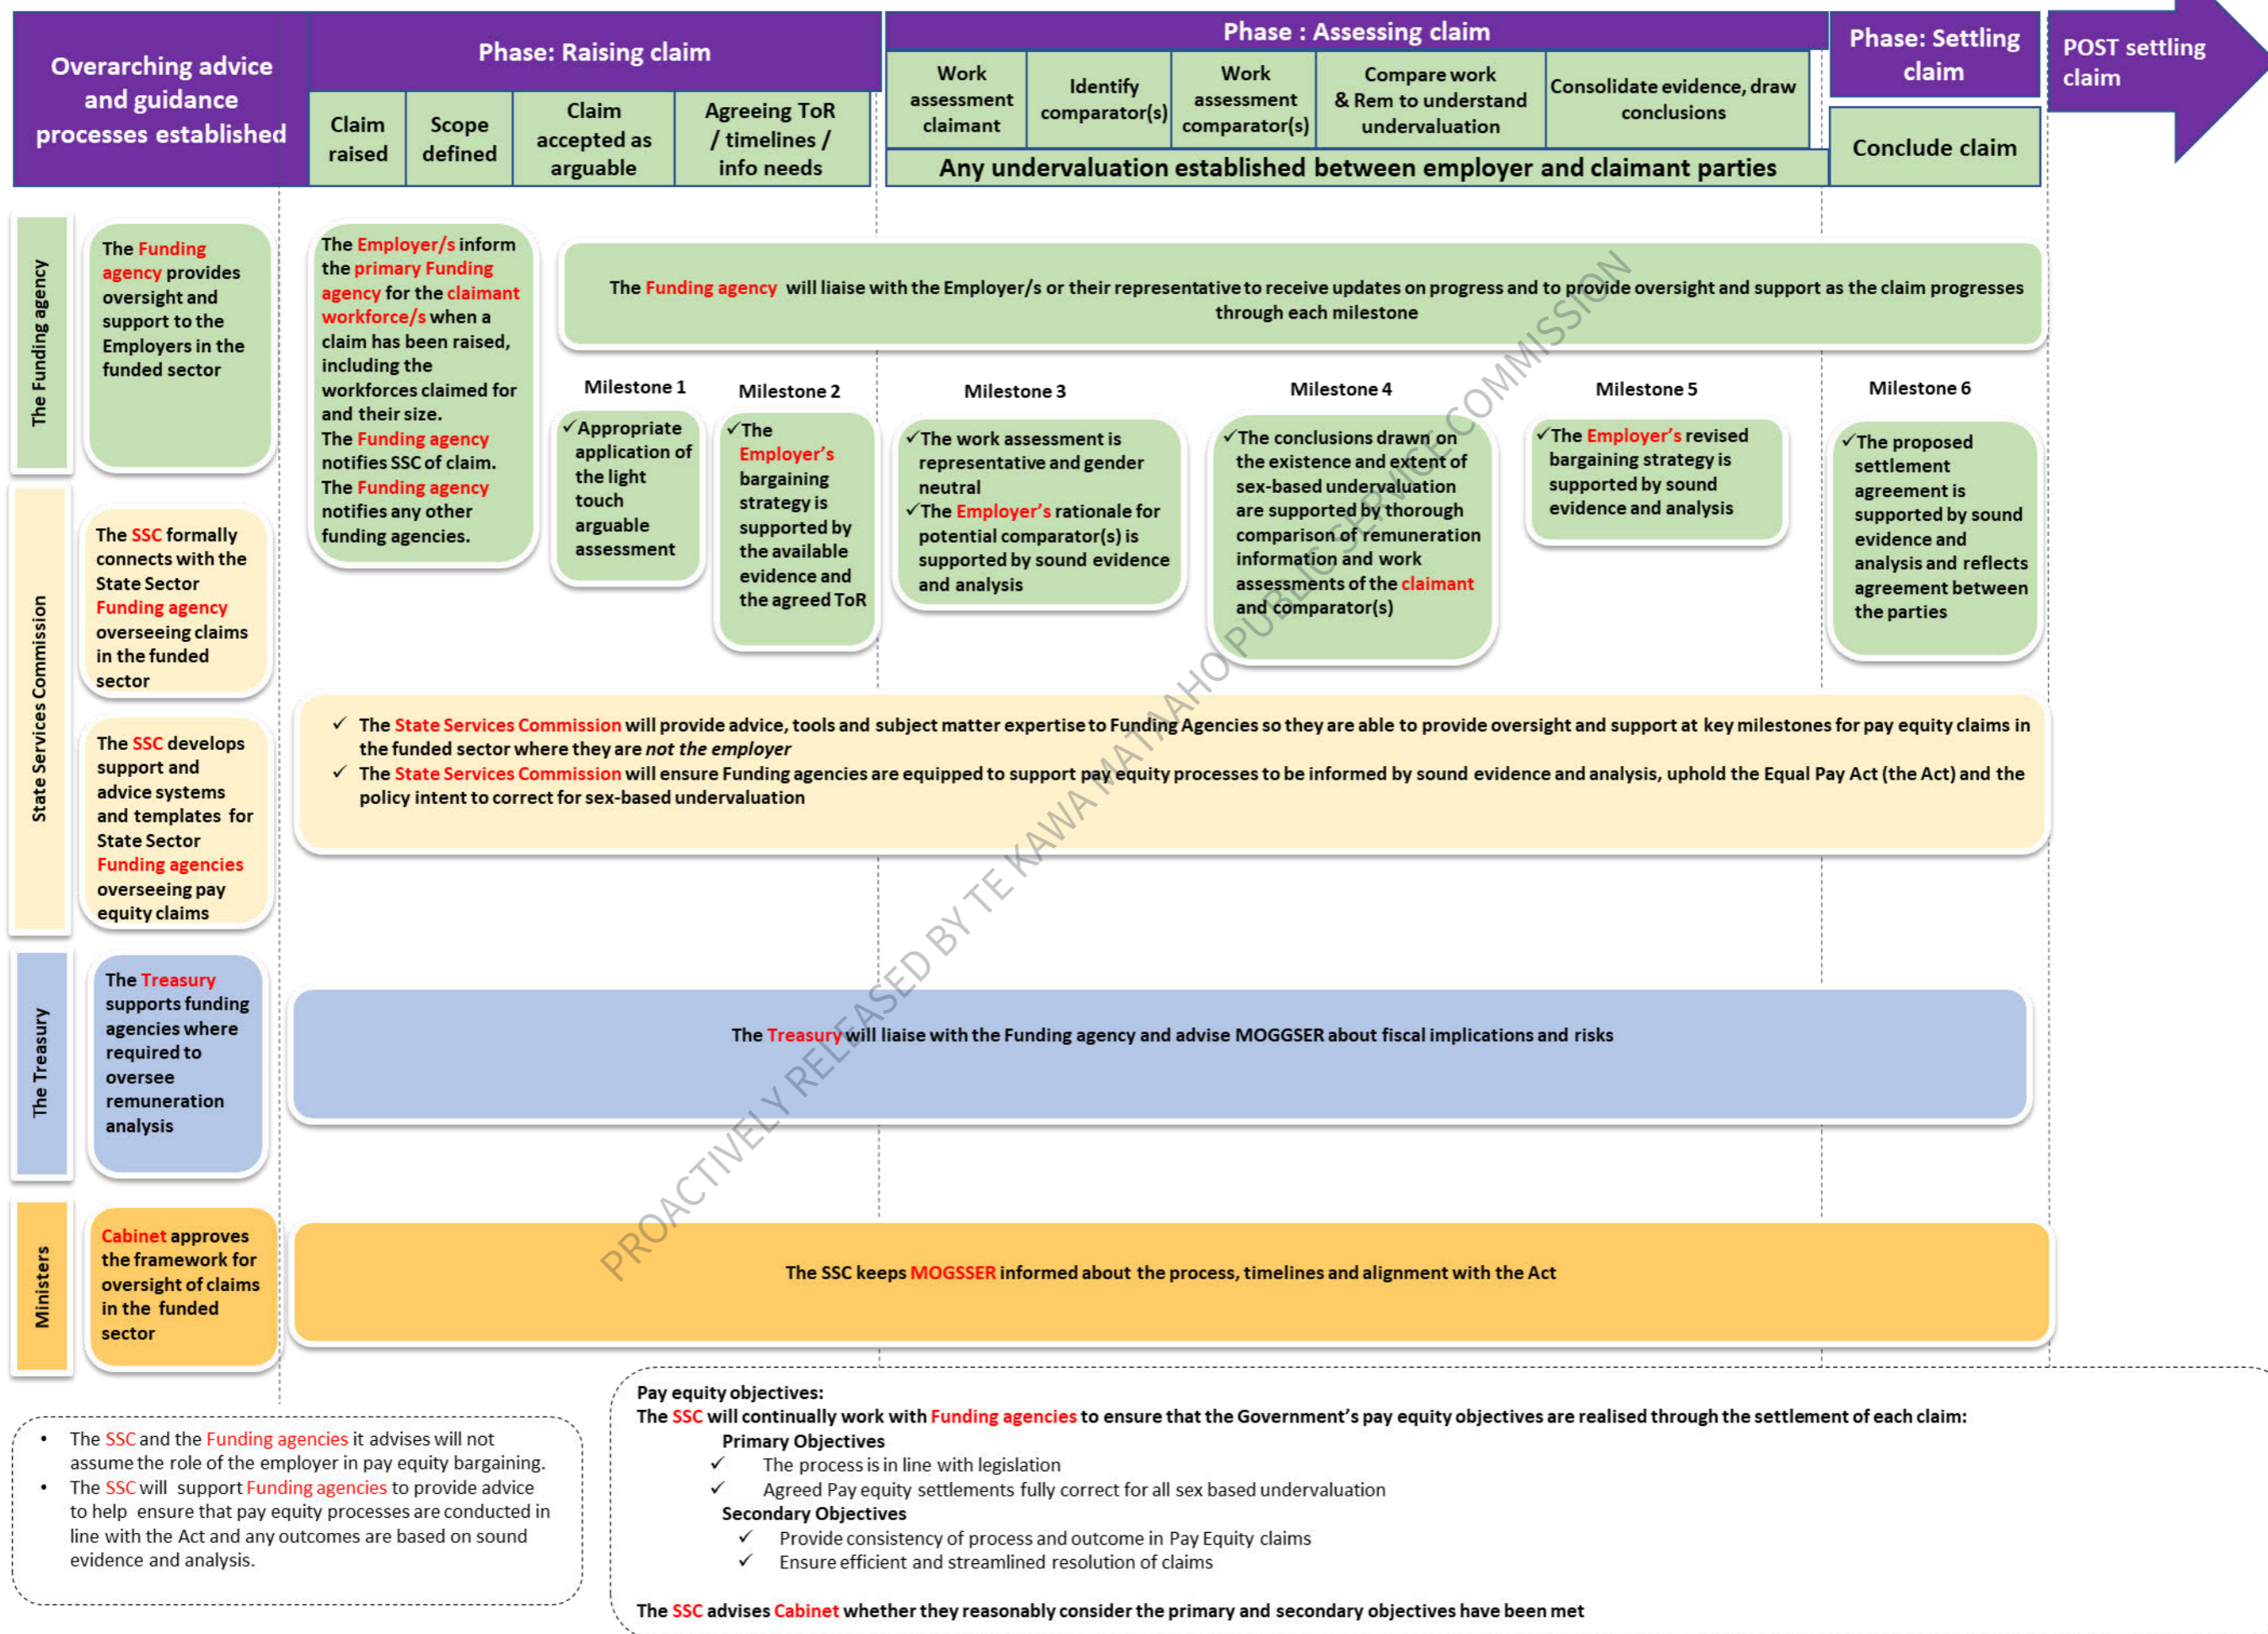 Overarching advice
and guidance
processes established
Phase: Raising claim
Claim
raised
Scope
defined
Claim
accepted as
arguable
Agreeing ToR
/ timelines /
info needs
Phase : Assessing claim
Work
assessment
claimant
Identify
comparator(s)
Work
assessment
comparator(s)
Compare work
& Rem to understand
undervaluation
Consolidate evidence, draw
conclusions
Any undervaluation established between employer and claimant parties
Phase: Settling
claim
Conclude claim
POST settling
claim
The Funding agency
The Funding
agency provides
oversight and
support to the
Employers in the
funded sector
The Employer/s inform
the primary Funding
agency for the claimant
workforce/s when a
claim has been raised,
including the
workforces claimed for
and their size.
The Funding agency
notifies SSC of claim.
The Funding agency
notifies any other
funding agencies.
The Funding agency will liaise with the Employer/s or their representative to receive updates on progress and to provide oversight and support as the claim progresses
through each milestone
Milestone 1
✓Appropriate
application of
the light
touch
arguable
assessment
Milestone 2
✓The
Employer’s
bargaining
strategy is
supported by
the available
evidence and
the agreed ToR
Milestone 3
✓The work assessment is
representative and gender
neutral
✓The Employer’s rationale for
potential comparator(s) is
supported by sound evidence
and analysis
Milestone 4
✓The conclusions drawn on
the existence and extent of
sex-based undervaluation
are supported by thorough
comparison of remuneration
information and work
assessments of the claimant
and comparator(s)
Milestone 5
✓The Employer’s revised
bargaining strategy is
supported by sound
evidence and analysis
Milestone 6
✓The proposed
settlement
agreement is
supported by sound
evidence and
analysis and reflects
agreement between
the parties
State Services Commission
The SSC formally
connects with the
State Sector
Funding agency
overseeing claims
in the funded
sector
The SSC develops
support and
advice systems
and templates for
State Sector
Funding agencies
overseeing pay
equity claims
✓ The State Services Commission will provide advice, tools and subject matter expertise to Funding Agencies so they are able to provide oversight and support at key milestones for pay equity claims in
the funded sector where they are not the employer
✓ The State Services Commission will ensure Funding agencies are equipped to support pay equity processes to be informed by sound evidence and analysis, uphold the Equal Pay Act (the Act) and the
policy intent to correct for sex-based undervaluation
The Treasury
The Treasury
supports funding
agencies where
required to
oversee
remuneration
analysis
The Treasury will liaise with the Funding agency and advise MOGGSER about fiscal implications and risks
Ministers
Cabinet approves
the framework for
oversight of claims
in the funded
sector
The SSC keeps MOGSSER informed about the process, timelines and alignment with the Act
PROACTIVELY RELEASED BY TE KAWA MATAAHO PUBLIC SERVICE COMMISSION
• The SSC and the Funding agencies it advises will not
assume the role of the employer in pay equity bargaining.
• The SSC will support Funding agencies to provide advice
to help ensure that pay equity processes are conducted in
line with the Act and any outcomes are based on sound
evidence and analysis.
Pay equity objectives:
The SSC will continually work with Funding agencies to ensure that the Government’s pay equity objectives are realised through the settlement of each claim:
Primary Objectives
✓ The process is in line with legislation
✓ Agreed Pay equity settlements fully correct for all sex based undervaluation
Secondary Objectives
✓ Provide consistency of process and outcome in Pay Equity claims
✓ Ensure efficient and streamlined resolution of claims
The SSC advises Cabinet whether they reasonably consider the primary and secondary objectives have been met